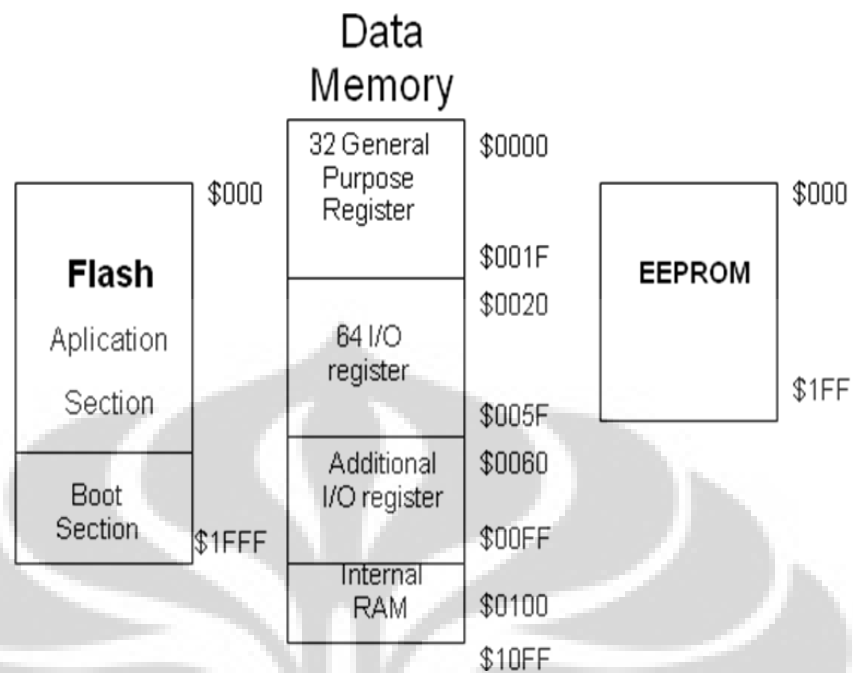 Data
Memory
32 General
Purpose
Register
$0000
$001F
$0020
64 I/O
register
$005F
Additional
I/O register
$0060
$00FF
Internal
RAM
$0100
$10FF
$000
Flash
Aplication
Section
Boot
Section
$1FFF
$000
EEPROM
$1FF